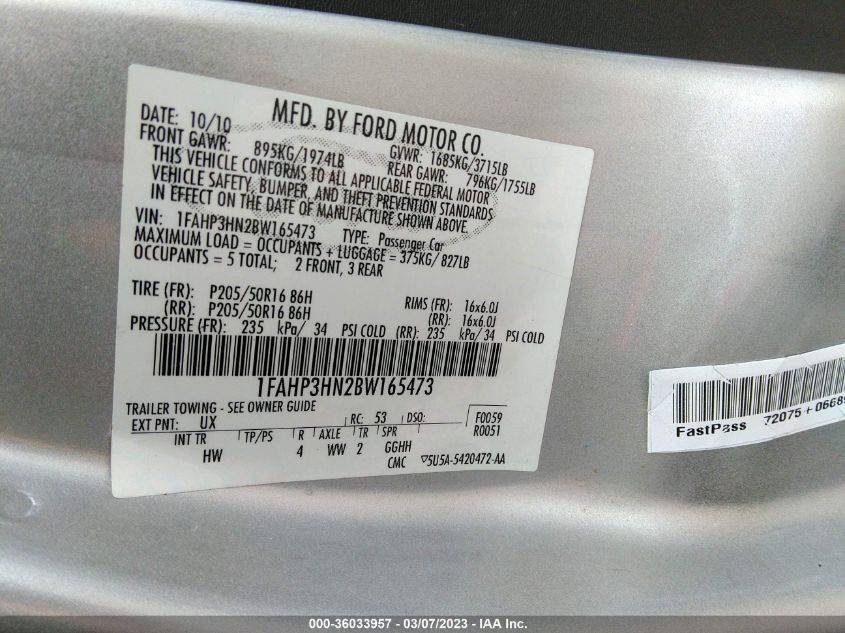 MFD. BY FORD MOTOR CO.
DATE: 10/10 GVWR: 1685KG/3715LB
FRONT GAWR: 895KG/1974LB REAR GAWR: 796KG/1755LB
THIS VEHICLE CONFORMS TO ALL APPLICABLE FEDERAL MOTOR
VEHICLE SAFETY, BUMPER, AND THEFT PREVENTION STANDARDS
IN EFFECT ON THE DATE OF MANUFACTURE SHOWN ABOVE.
VIN: 1FAHP3HN2BW165473 TYPE: Passenger Car
MAXIMUM LOAD = OCCUPANTS + LUGGAGE = 375KG/ 827LB
OCCUPANTS = 5 TOTAL; 2 FRONT, 3 REAR
TIRE (FR): P205/50R16 86H RIMS (FR): 16x6.0J
(RR): P205/50R16 86H (RR): 16x6.0J
PRESSURE (FR): 235 kPa/ 34 PSI COLD (RR): 235 kPa/ 34 PSI COLD
1FAHP3HN2BW165473
TRAILER TOWING - SEE OWNER GUIDE
EXT PNT: UX RC: 53 DSO: F0059
R0051
INT TR TP/PS R AXLE TR SPR
HW 4 WW 2 GGHH
CMC ▽5U5A-5420472-AA
FastPass 72075+0668
000-36033957 - 03/07/2023 - IAA Inc.